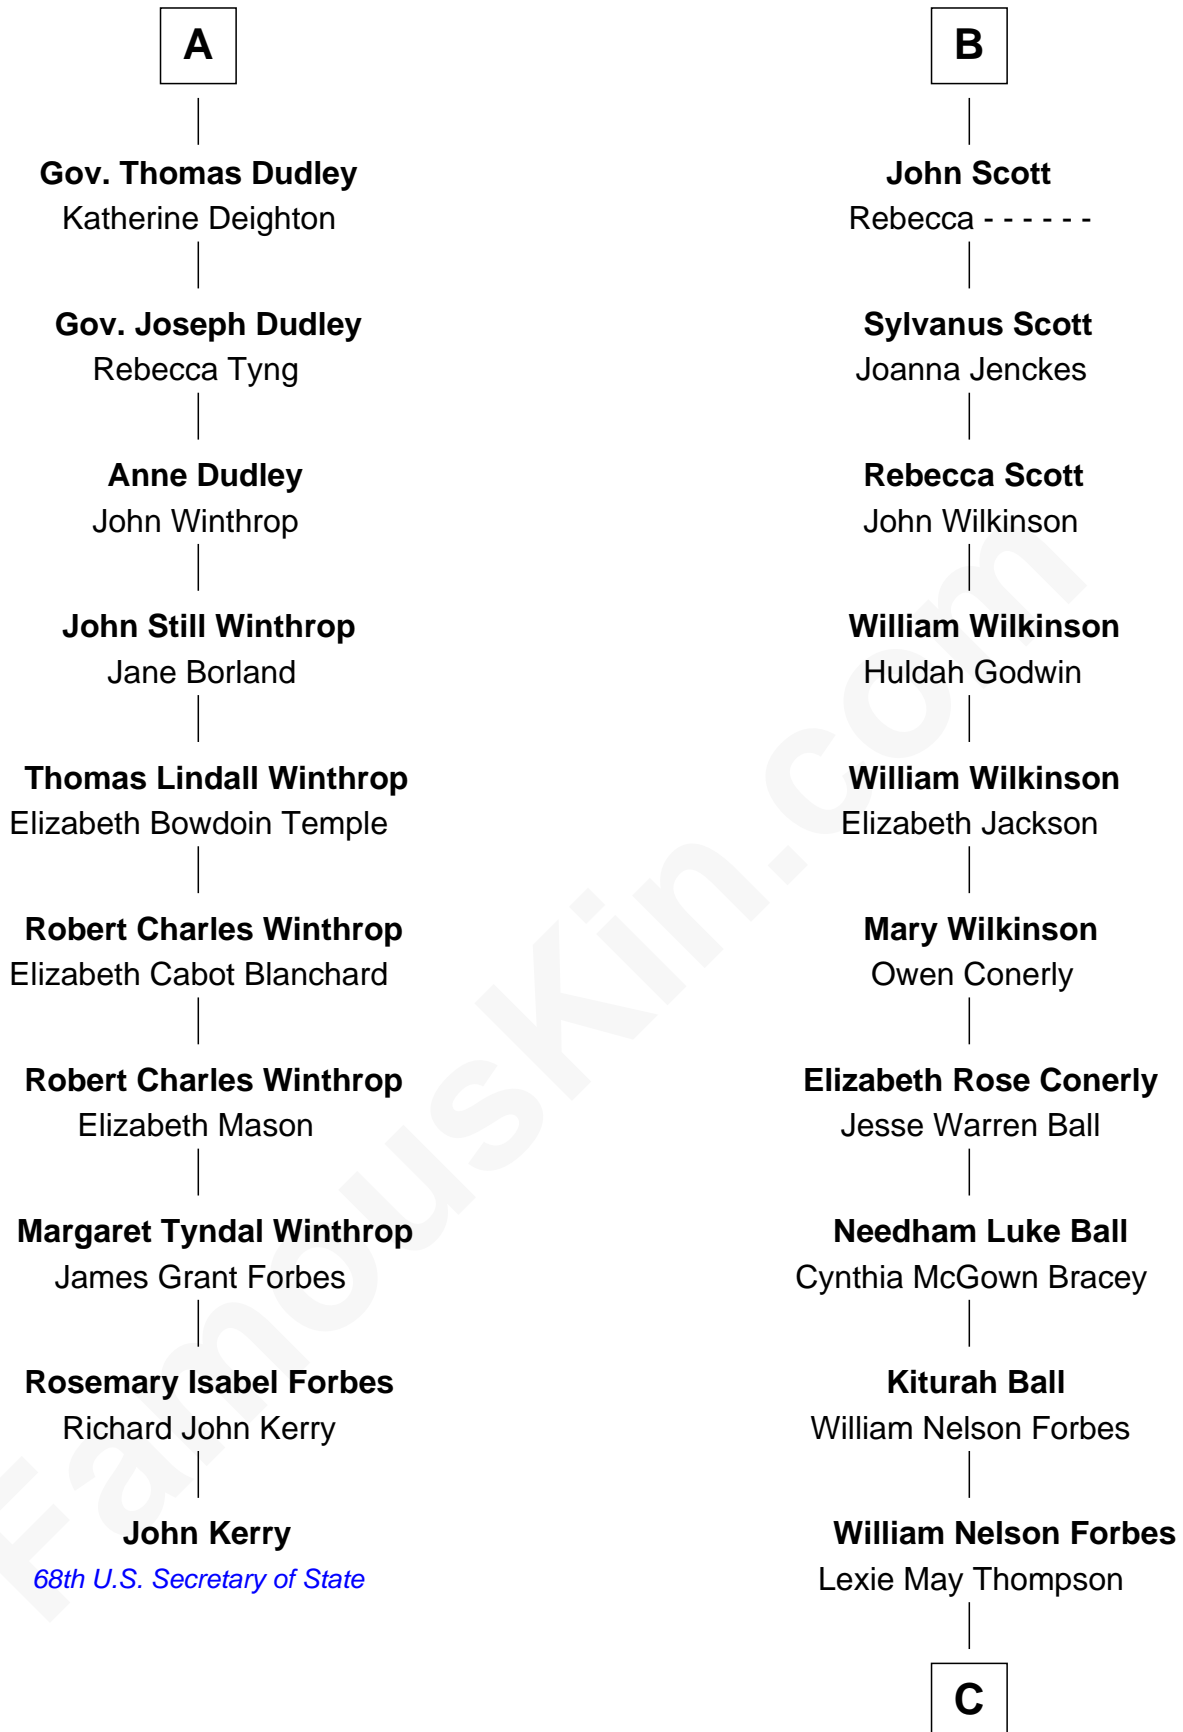 A
Gov. Thomas Dudley
Katherine Deighton
Gov. Joseph Dudley
Rebecca Tyng
Anne Dudley
John Winthrop
John Still Winthrop
Jane Borland
Thomas Lindall Winthrop
Elizabeth Bowdoin Temple
Robert Charles Winthrop
Elizabeth Cabot Blanchard
Robert Charles Winthrop
Elizabeth Mason
Margaret Tyndal Winthrop
James Grant Forbes
Rosemary Isabel Forbes
Richard John Kerry
John Kerry
68th U.S. Secretary of State
B
John Scott
Rebecca - - - - - -
Sylvanus Scott
Joanna Jenckes
Rebecca Scott
John Wilkinson
William Wilkinson
Huldah Godwin
William Wilkinson
Elizabeth Jackson
Mary Wilkinson
Owen Conerly
Elizabeth Rose Conerly
Jesse Warren Ball
Needham Luke Ball
Cynthia McGown Bracey
Kiturah Ball
William Nelson Forbes
William Nelson Forbes
Lexie May Thompson
C
FamousKin.com